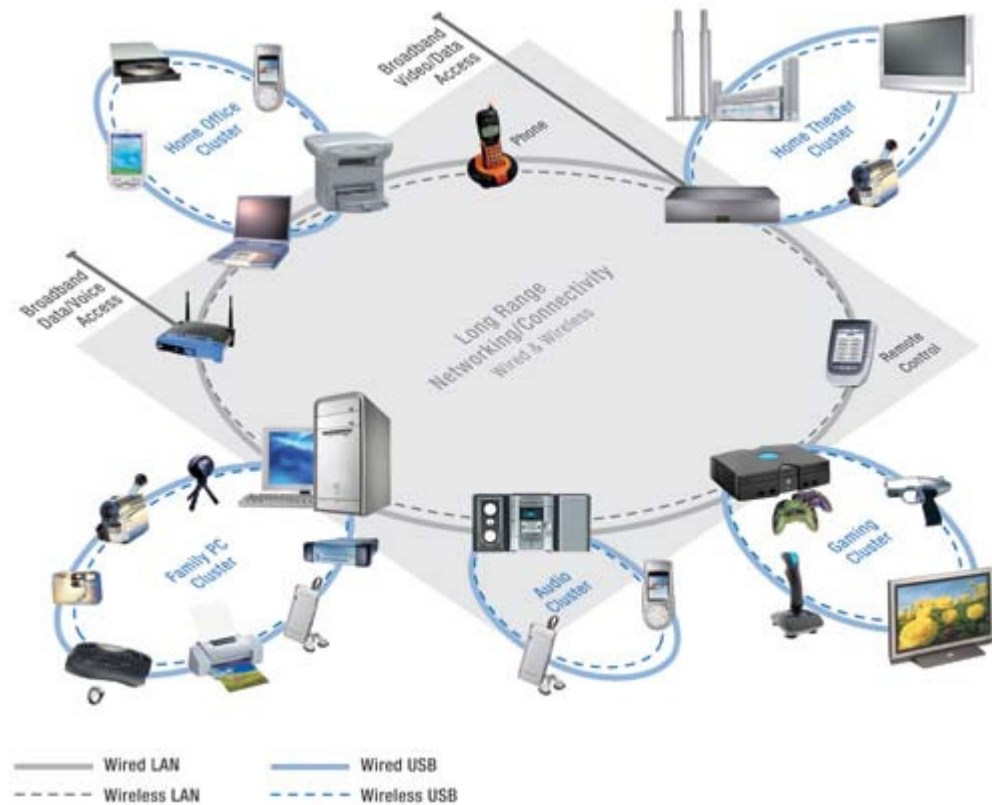 Broadband
Video/Data
Access
Phone
Home Office
Cluster
Home Theater
Cluster
Broadband
Data/Voice
Access
Long Range
Networking/Connectivity
Wired & Wireless
Remote
Control
Family PC
Cluster
Audio
Cluster
Gaming
Cluster
Wired LAN
Wired USB
Wireless LAN
Wireless USB